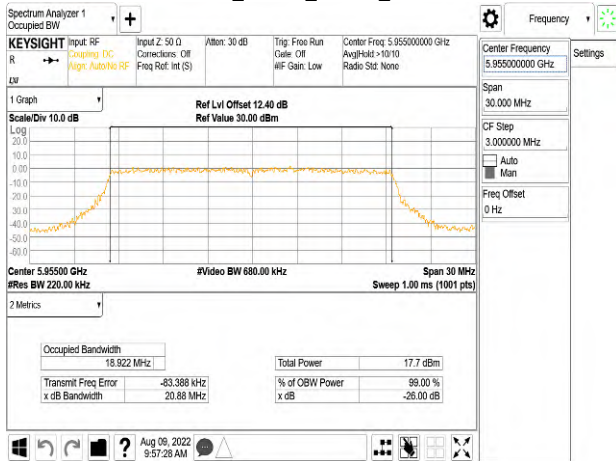 Spectrum Analyzer 1
Occupied BW
Frequency
KEYSIGHT
R
LXI
Input: RF
Coupling: DC
Align: Auto/No RF
Input Z: 50 Ω
Corrections: Off
Freq Ref: Int (S)
Atten: 30 dB
Trig: Free Run
Gate: Off
#IF Gain: Low
Center Freq: 5.955000000 GHz
Avg|Hold:>10/10
Radio Std: None
Center Frequency
5.955000000 GHz
Settings
Span
30.000 MHz
CF Step
3.000000 MHz
Auto
Man
Freq Offset
0 Hz
1 Graph
Scale/Div 10.0 dB
Ref Lvl Offset 12.40 dB
Ref Value 30.00 dBm
Log
20.0
10.0
0.00
-10.0
-20.0
-30.0
-40.0
-50.0
-60.0
Center 5.95500 GHz
#Res BW 220.00 kHz
#Video BW 680.00 kHz
Span 30 MHz
Sweep 1.00 ms (1001 pts)
2 Metrics
Occupied Bandwidth
18.922 MHz
Transmit Freq Error -83.388 kHz
x dB Bandwidth 20.88 MHz
Total Power 17.7 dBm
% of OBW Power 99.00 %
x dB -26.00 dB
?
Aug 09, 2022
9:57:28 AM